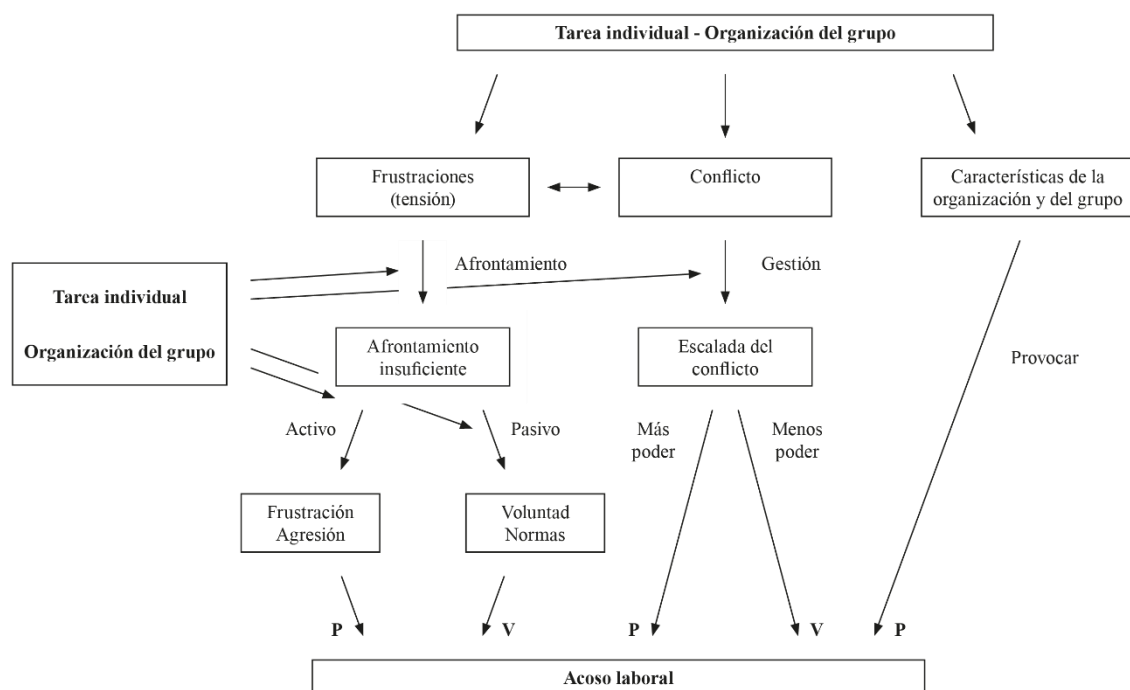 Tarea individual - Organización del grupo
Frustraciones
(tensión)
Conflicto
Características de la
organización y del grupo
Afrontamiento
Gestión
Tarea individual
Organización del grupo
Afrontamiento
insuficiente
Escalada del
conflicto
Provocar
Activo
Pasivo
Más
poder
Menos
poder
Frustración
Agresión
Voluntad
Normas
P
V
P
V
P
Acoso laboral